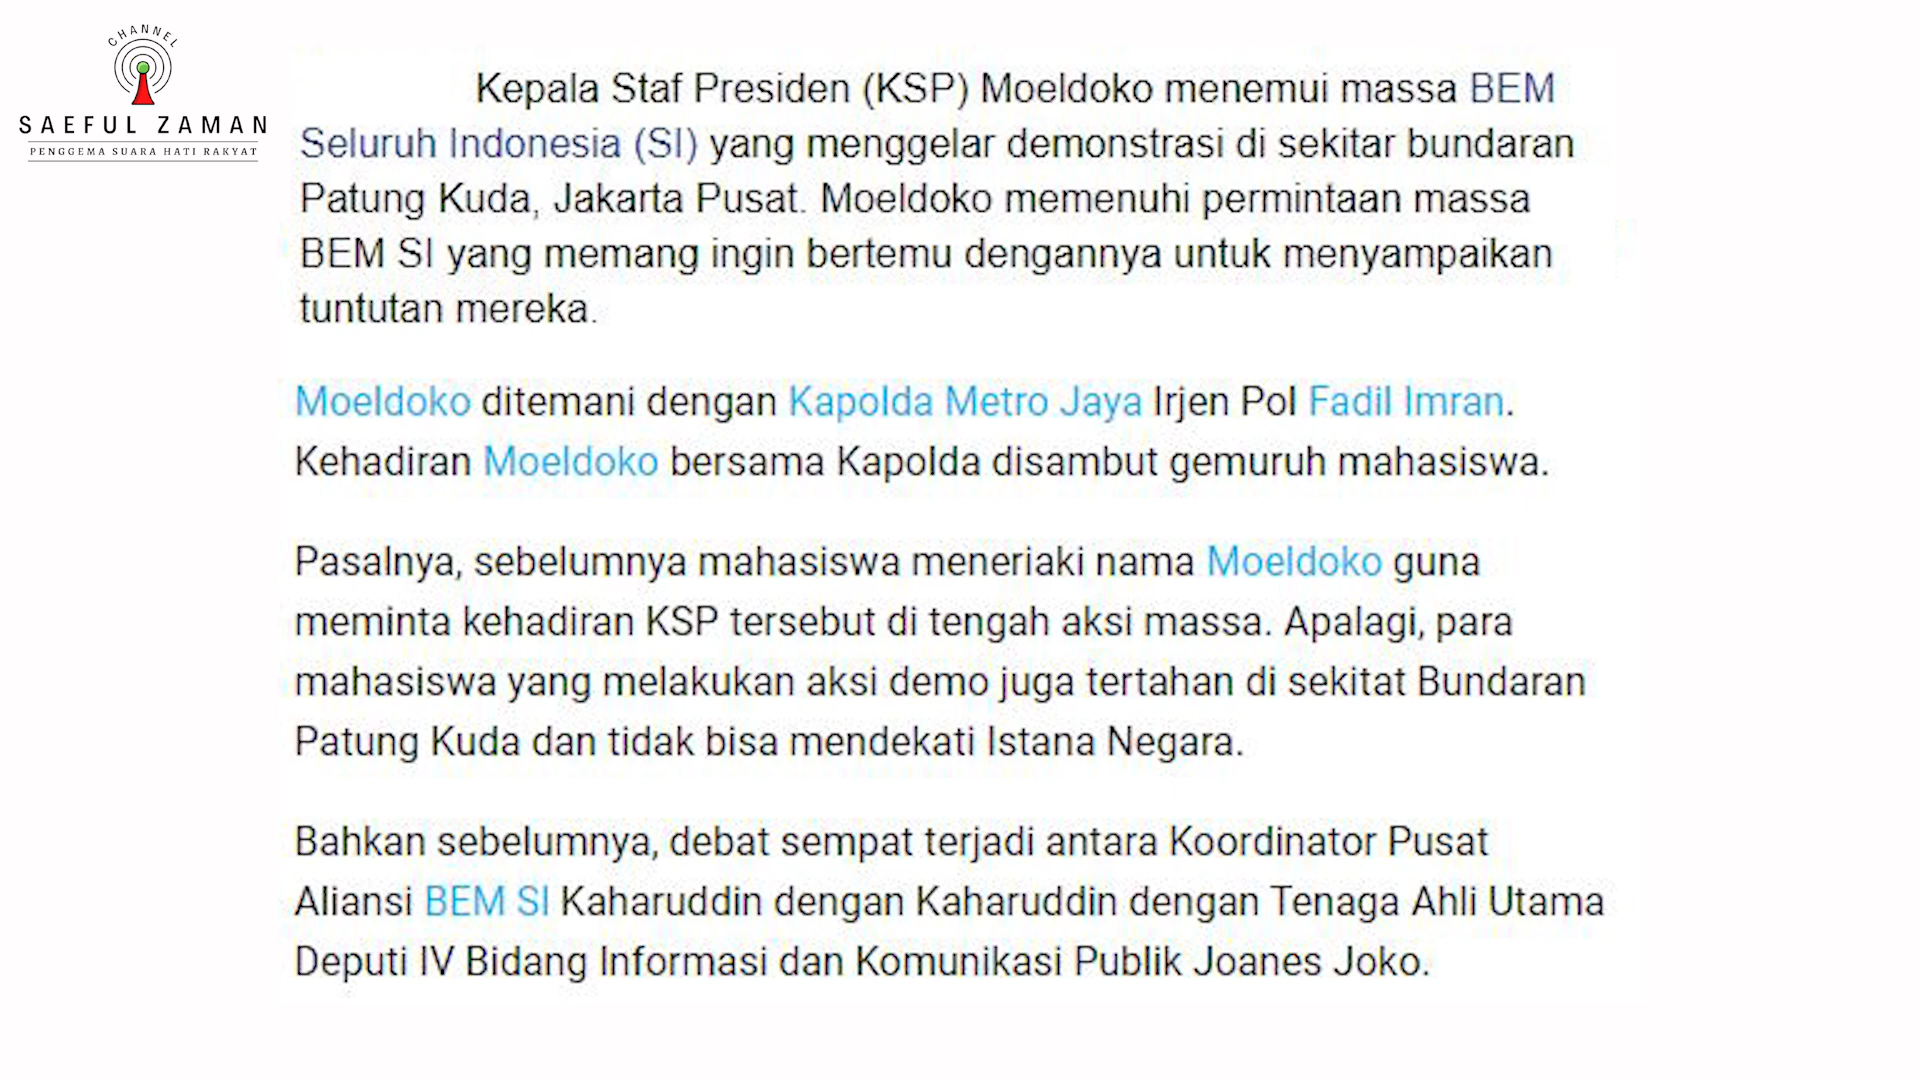 CHANNEL
SAEFUL ZAMAN
PENGGEMA SUARA HATI RAKYAT
Kepala Staf Presiden (KSP) Moeldoko menemui massa BEM
Seluruh Indonesia (SI) yang menggelar demonstrasi di sekitar bundaran
Patung Kuda, Jakarta Pusat. Moeldoko memenuhi permintaan massa
BEM SI yang memang ingin bertemu dengannya untuk menyampaikan
tuntutan mereka.
Moeldoko ditemani dengan Kapolda Metro Jaya Irjen Pol Fadil Imran.
Kehadiran Moeldoko bersama Kapolda disambut gemuruh mahasiswa.
Pasalnya, sebelumnya mahasiswa meneriaki nama Moeldoko guna
meminta kehadiran KSP tersebut di tengah aksi massa. Apalagi, para
mahasiswa yang melakukan aksi demo juga tertahan di sekitat Bundaran
Patung Kuda dan tidak bisa mendekati Istana Negara.
Bahkan sebelumnya, debat sempat terjadi antara Koordinator Pusat
Aliansi BEM SI Kaharuddin dengan Kaharuddin dengan Tenaga Ahli Utama
Deputi IV Bidang Informasi dan Komunikasi Publik Joanes Joko.